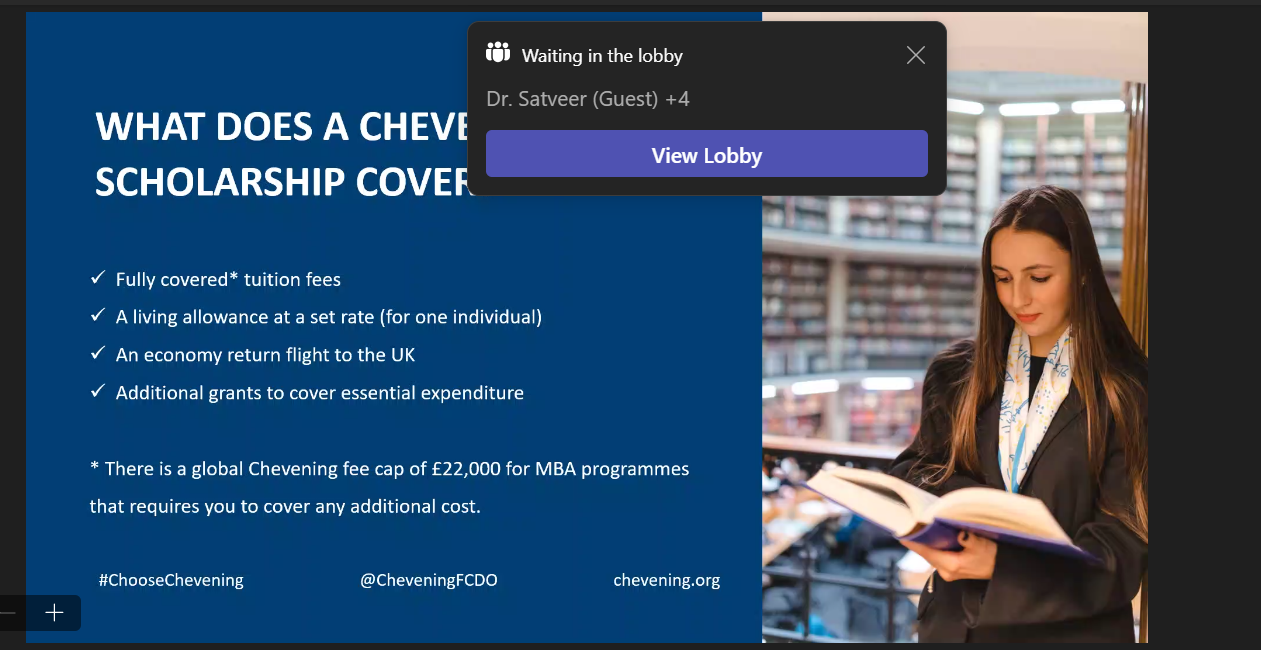 Waiting in the lobby
Dr. Satveer (Guest) +4
View Lobby
WHAT DOES A CHEVE
SCHOLARSHIP COVER
✓ Fully covered* tuition fees
✓ A living allowance at a set rate (for one individual)
✓ An economy return flight to the UK
✓ Additional grants to cover essential expenditure
* There is a global Chevening fee cap of £22,000 for MBA programmes
that requires you to cover any additional cost.
#ChooseChevening @CheveningFCDO chevening.org